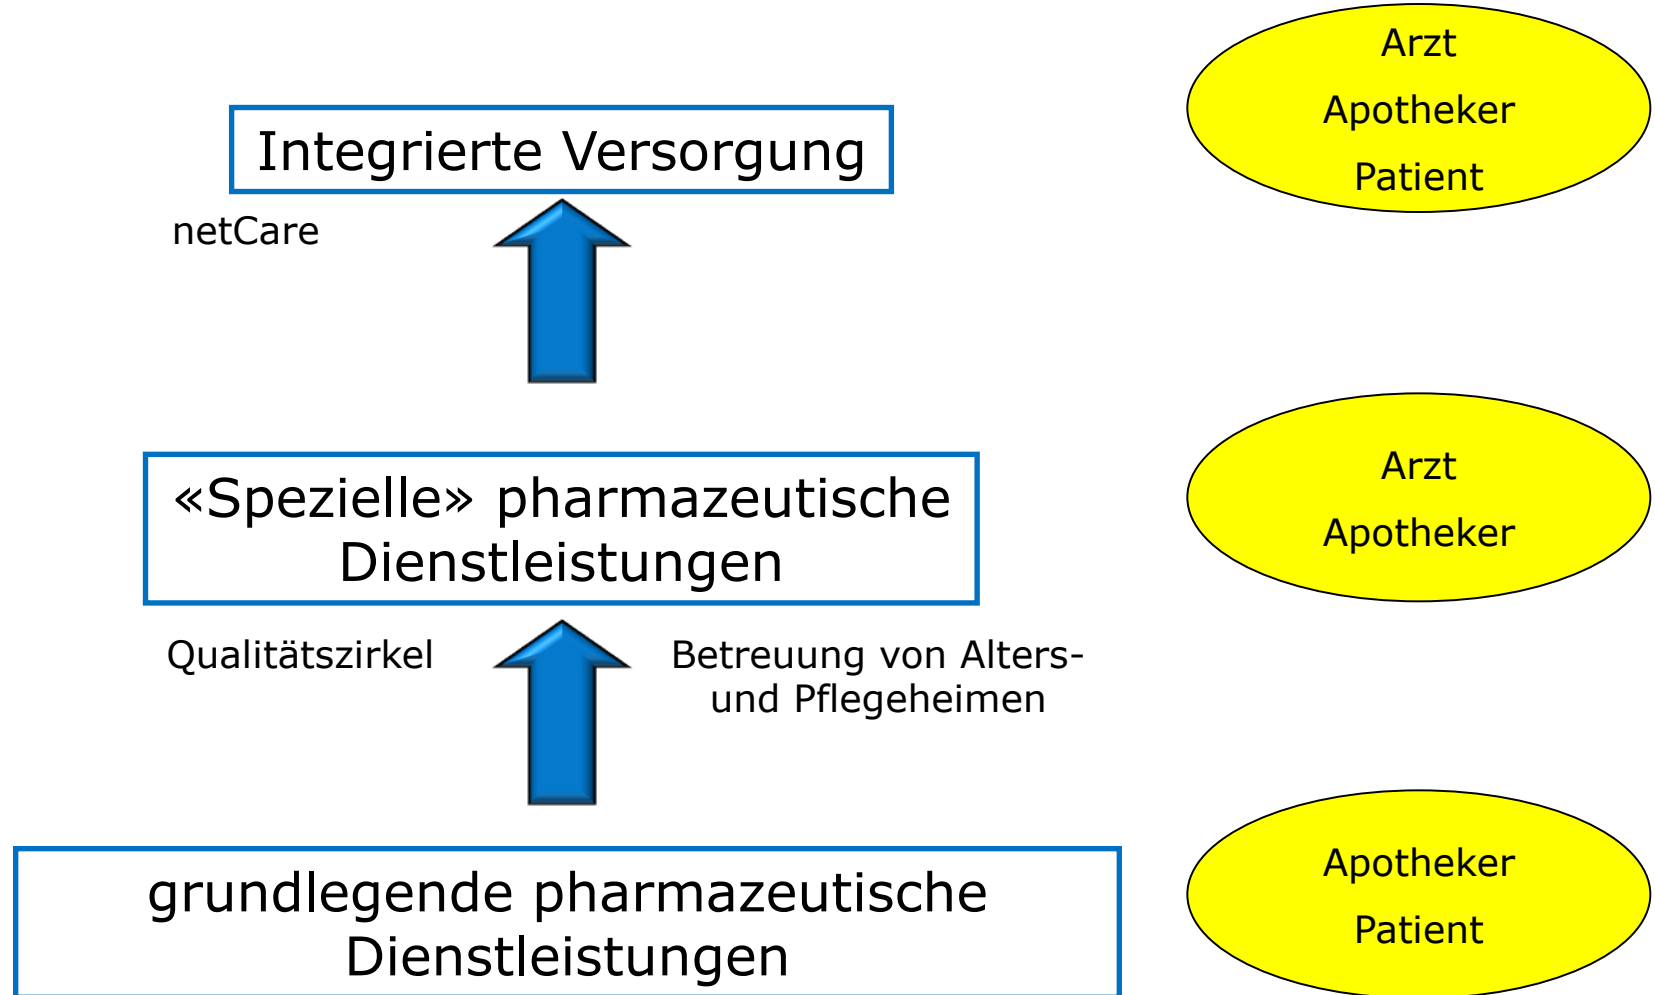 Arzt
Apotheker
Patient
Integrierte Versorgung
netCare
«Spezielle» pharmazeutische
Dienstleistungen
Arzt
Apotheker
Qualitätszirkel
Betreuung von Alters-
und Pflegeheimen
grundlegende pharmazeutische
Dienstleistungen
Apotheker
Patient